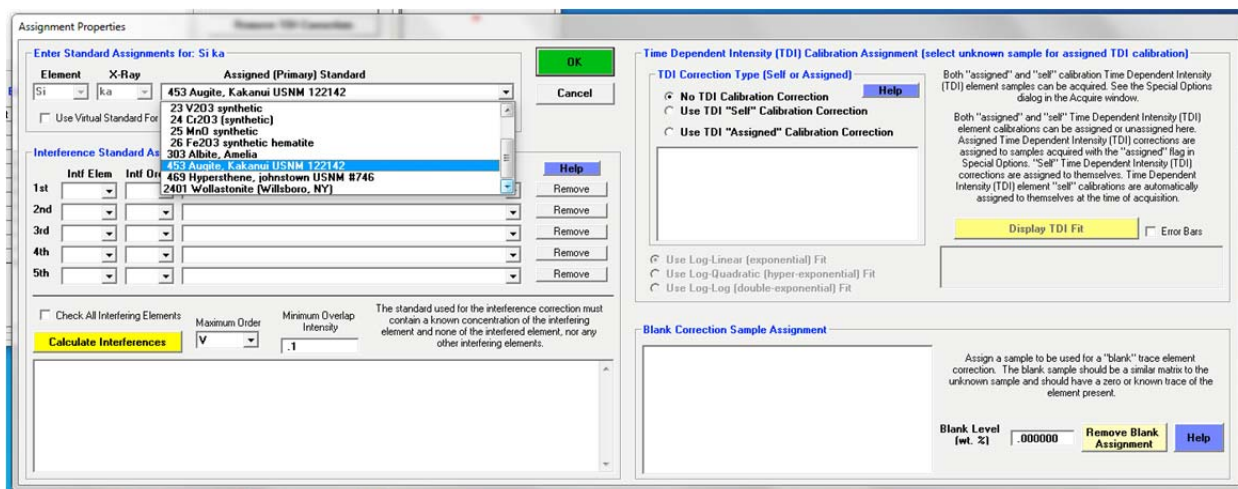 Remove TDI Correction
Assignment Properties
Enter Standard Assignments for: Si ka
Element X-Ray Assigned (Primary) Standard
Si ka 453 Augite, Kakanui USNM 122142
Use Virtual Standard For
23 V2O3 synthetic
24 Cr2O3 (synthetic)
25 MnO synthetic
26 Fe2O3 synthetic hematite
303 Albite, Amelia
453 Augite, Kakanui USNM 122142
469 Hypersthene, johnstown USNM #746
2401 Wollastonite (Willsboro, NY)
OK
Cancel
Interference Standard As
Intf Elem Intf Or
Help
1st Remove
2nd Remove
3rd Remove
4th Remove
5th Remove
Check All Interfering Elements
Calculate Interferences
Maximum Order
V
Minimum Overlap
Intensity
.1
The standard used for the interference correction must
contain a known concentration of the interfering
element and none of the interfered element, nor any
other interfering elements.
Time Dependent Intensity (TDI) Calibration Assignment (select unknown sample for assigned TDI calibration)
TDI Correction Type (Self or Assigned)
Help
No TDI Calibration Correction
Use TDI "Self" Calibration Correction
Use TDI "Assigned" Calibration Correction
Both "assigned" and "self" calibration Time Dependent Intensity
(TDI) element samples can be acquired. See the Special Options
dialog in the Acquire window.
Both "assigned" and "self" Time Dependent Intensity (TDI)
element calibrations can be assigned or unassigned here.
Assigned Time Dependent Intensity (TDI) corrections are
assigned to samples acquired with the "assigned" flag in
Special Options. "Self" Time Dependent Intensity (TDI)
corrections are assigned to themselves. Time Dependent
Intensity (TDI) element "self" calibrations are automatically
assigned to themselves at the time of acquisition.
Display TDI Fit
Error Bars
Use Log-Linear (exponential) Fit
Use Log-Quadratic (hyper-exponential) Fit
Use Log-Log (double-exponential) Fit
Blank Correction Sample Assignment
Assign a sample to be used for a "blank" trace element
correction. The blank sample should be a similar matrix to the
unknown sample and should have a zero or known trace of the
element present.
Blank Level
(wt. %)
.000000
Remove Blank
Assignment
Help